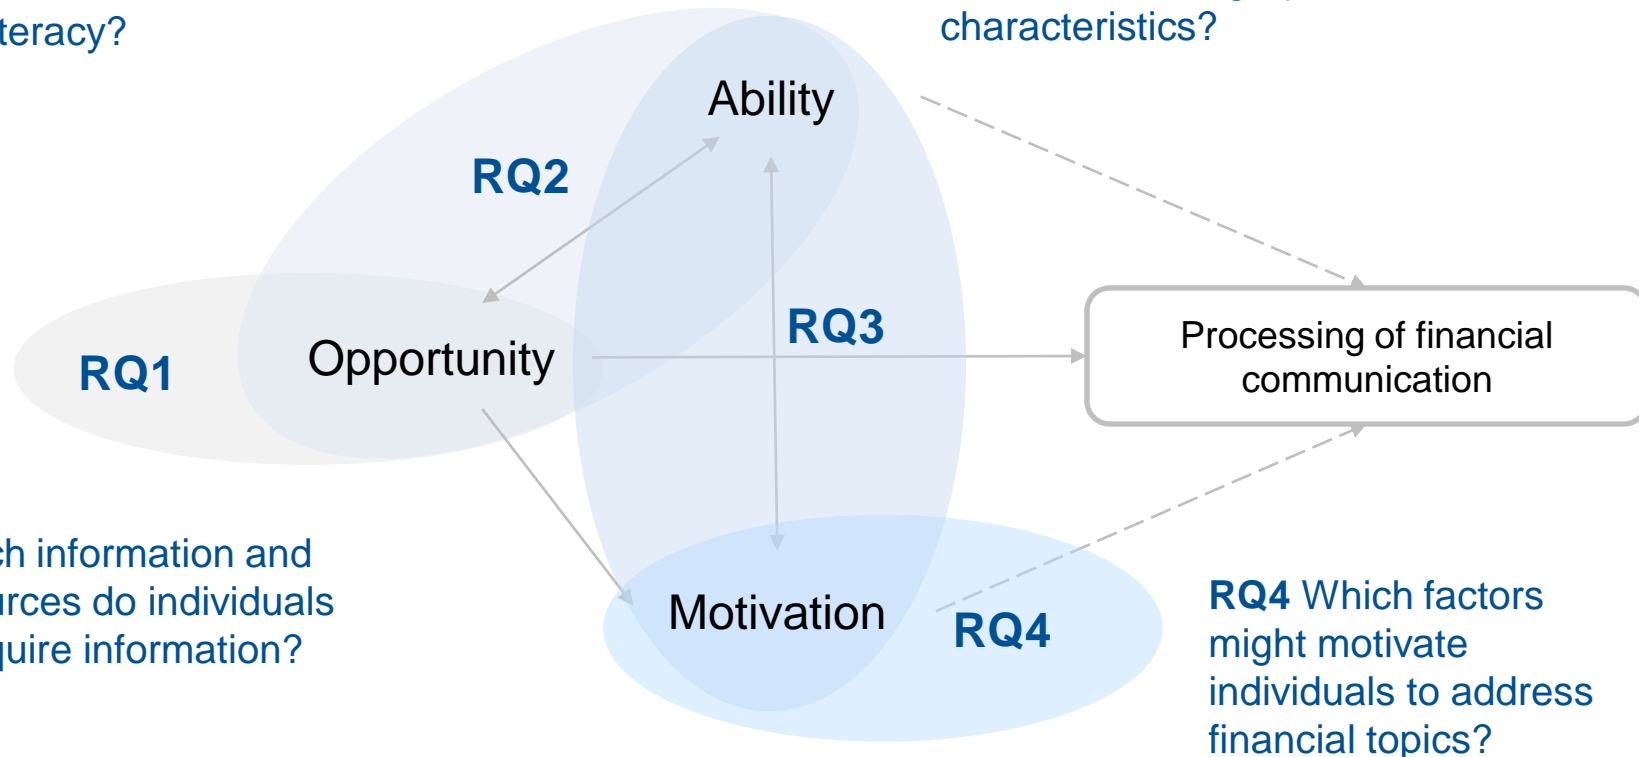 teracy?
characteristics?
Ability
RQ2
RQ3
Opportunity
RQ1
Processing of financial
communication
Motivation
RQ4
ch information and
urces do individuals
quire information?
RQ4 Which factors
might motivate
individuals to address
financial topics?